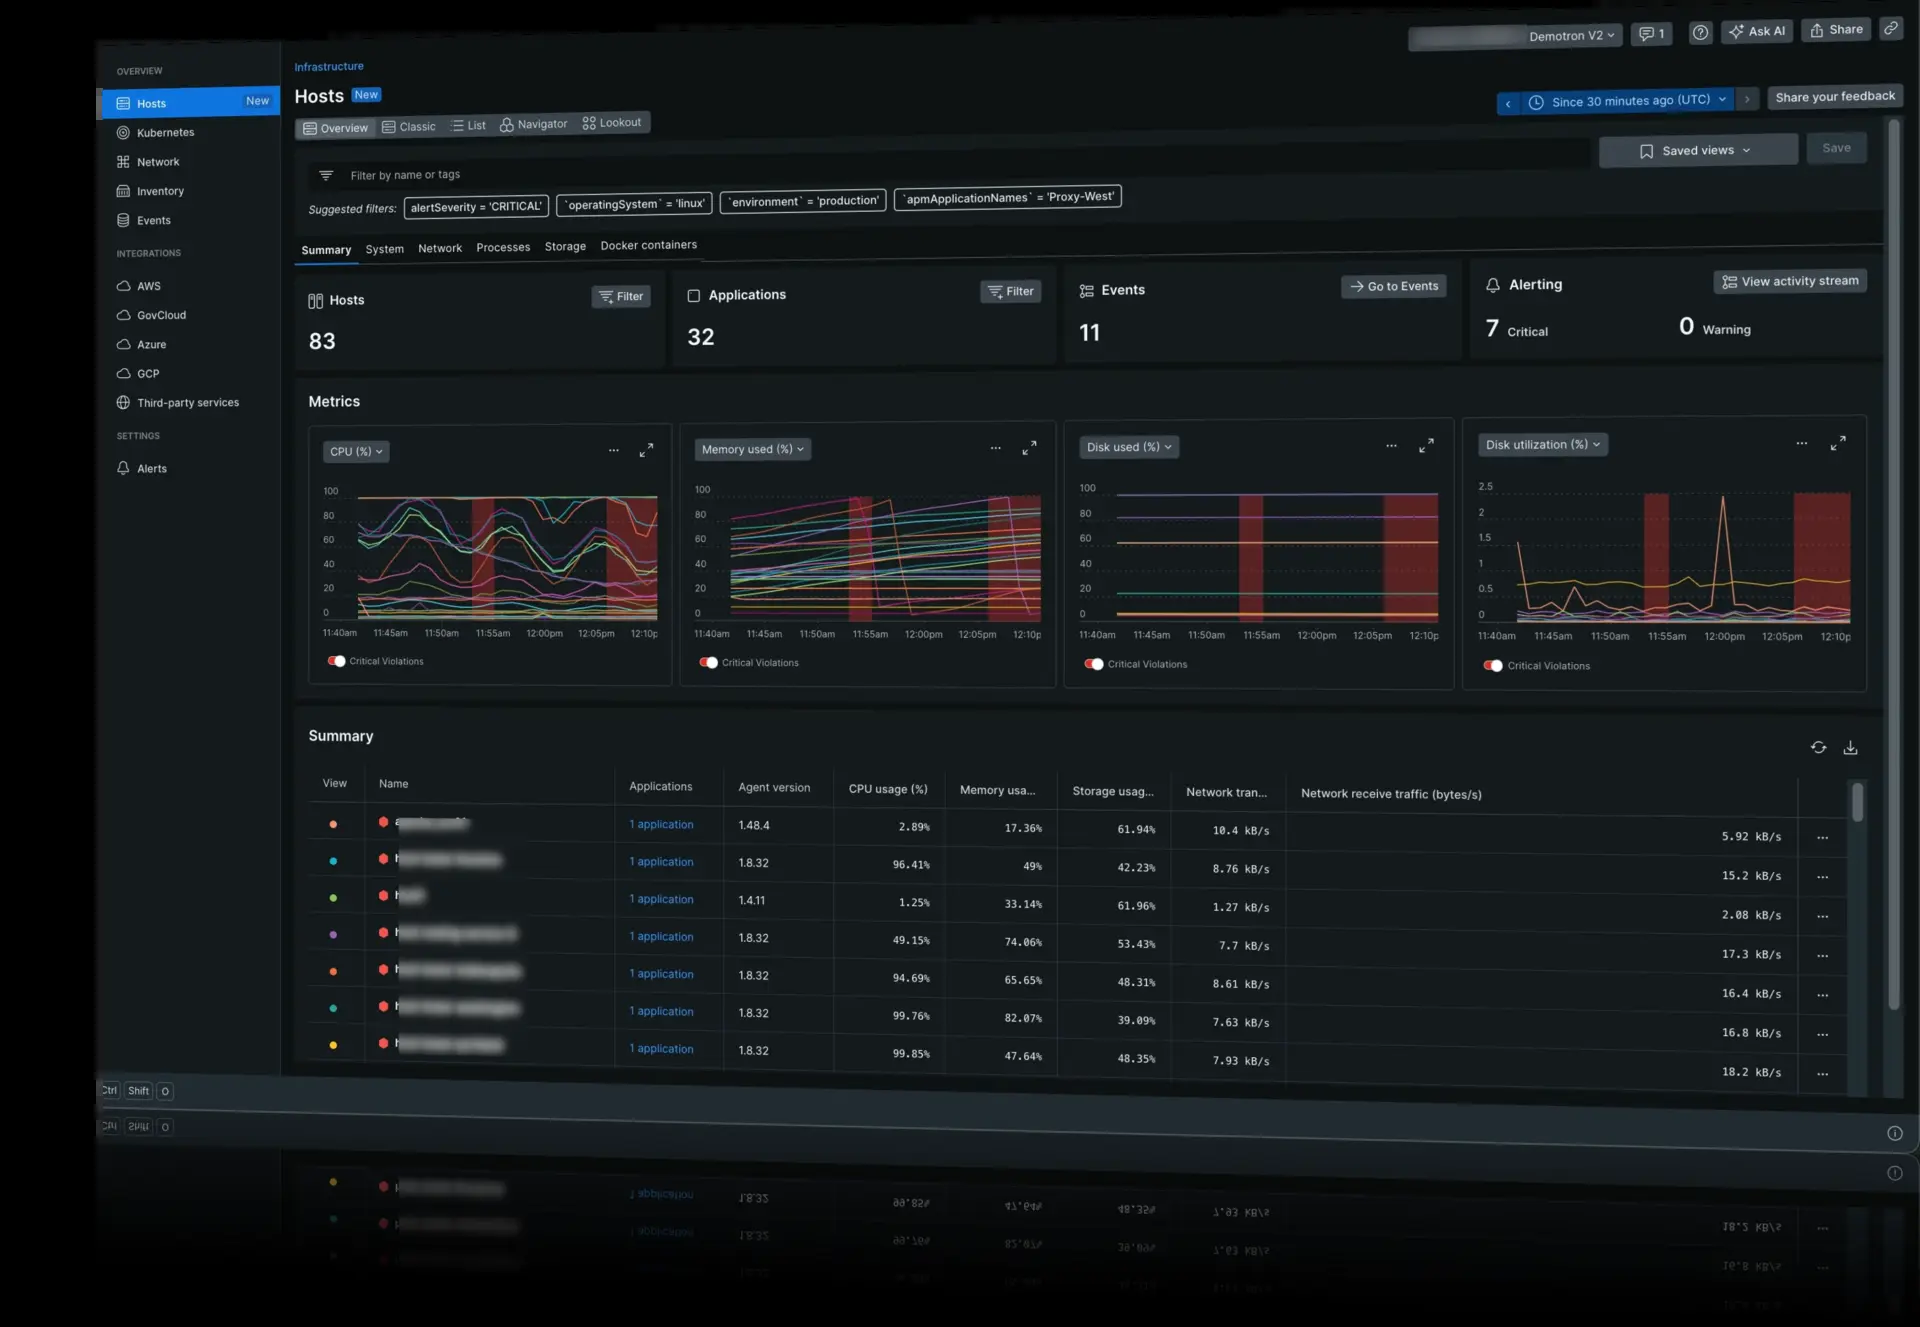 Demotron V2
1
Ask AI
Share
OVERVIEW
Hosts New
Kubernetes
Network
Inventory
Events
INTEGRATIONS
AWS
GovCloud
Azure
GCP
Third-party services
SETTINGS
Alerts
Infrastructure
Hosts New
Since 30 minutes ago (UTC)
Share your feedback
Overview Classic List Navigator Lookout
Filter by name or tags
Saved views
Save
Suggested filters: alertSeverity = 'CRITICAL' `operatingSystem` = 'linux' `environment` = 'production' `apmApplicationNames` = 'Proxy-West'
Summary System Network Processes Storage Docker containers
Hosts Filter
83
Applications Filter
32
Events Go to Events
11
Alerting View activity stream
7 Critical 0 Warning
Metrics
CPU (%)
100
80
60
40
20
0
11:40am 11:45am 11:50am 11:55am 12:00pm 12:05pm 12:10p
Critical Violations
Memory used (%)
100
80
60
40
20
0
11:40am 11:45am 11:50am 11:55am 12:00pm 12:05pm 12:10p
Critical Violations
Disk used (%)
100
80
60
40
20
0
11:40am 11:45am 11:50am 11:55am 12:00pm 12:05pm 12:10p
Critical Violations
Disk utilization (%)
2.5
2
1.5
1
0.5
0
11:40am 11:45am 11:50am 11:55am 12:00pm 12:05pm 12:10p
Critical Violations
Summary
View Name Applications Agent version CPU usage (%) Memory usa... Storage usag... Network tran... Network receive traffic (bytes/s)
1 application 1.48.4 2.89% 17.36% 61.94% 10.4 kB/s 5.92 kB/s
1 application 1.8.32 96.41% 49% 42.23% 8.76 kB/s 15.2 kB/s
1 application 1.4.11 1.25% 33.14% 61.96% 1.27 kB/s 2.08 kB/s
1 application 1.8.32 49.15% 74.06% 53.43% 7.7 kB/s 17.3 kB/s
1 application 1.8.32 94.69% 65.65% 48.31% 8.61 kB/s 16.4 kB/s
1 application 1.8.32 99.76% 82.07% 39.09% 7.63 kB/s 16.8 kB/s
1 application 1.8.32 99.85% 47.64% 48.35% 7.93 kB/s 18.2 kB/s
Ctrl Shift O